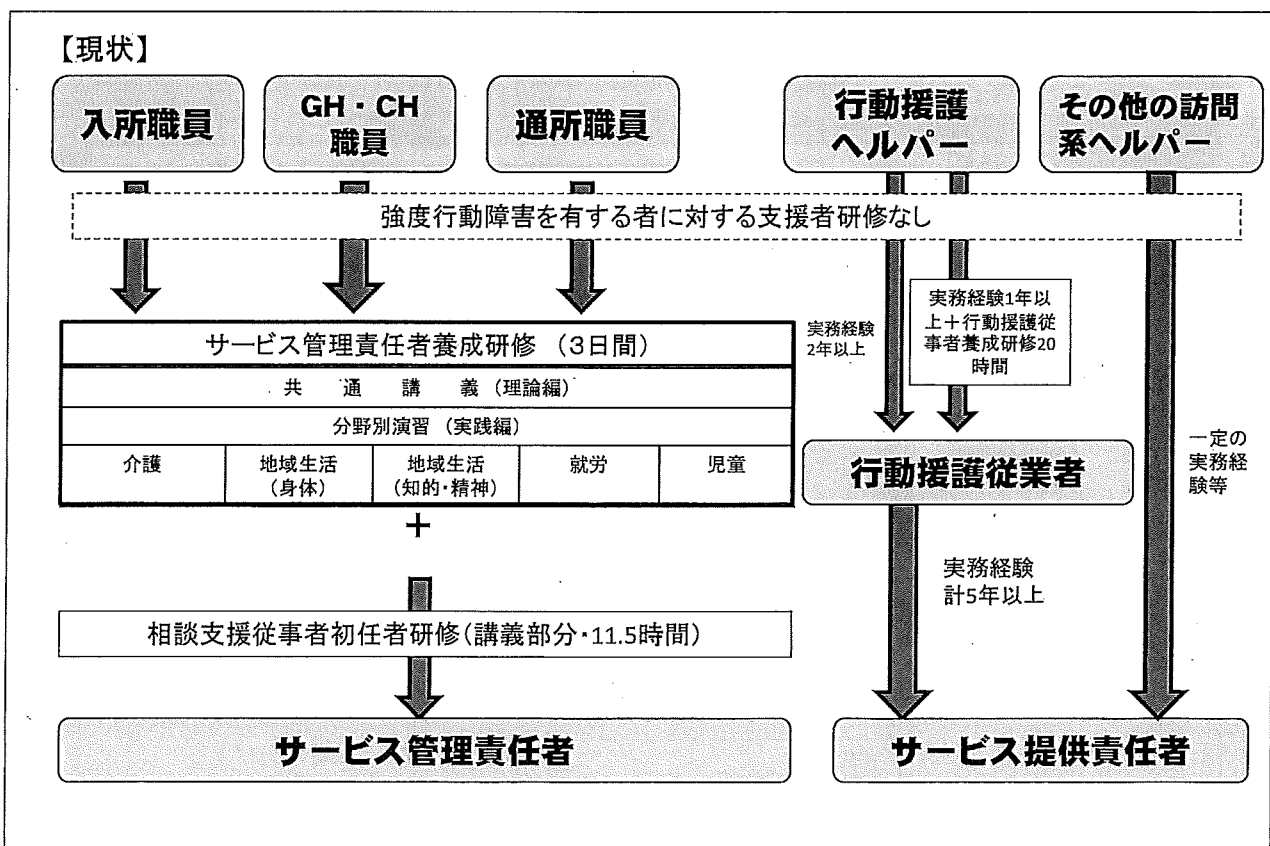 【現状】
入所職員
GH・CH
職員
通所職員
行動援護
ヘルパー
その他の訪問
系ヘルパー
強度行動障害を有する者に対する支援者研修なし
サービス管理責任者養成研修 (3日間)
共 通 講 義 (理論編)
分野別演習 (実践編)
介護
地域生活
(身体)
地域生活
(知的・精神)
就労
児童
+
相談支援従事者初任者研修(講義部分・11.5時間)
サービス管理責任者
実務経験
2年以上
実務経験1年以
上+行動援護従
事者養成研修20
時間
行動援護従業者
実務経験
計5年以上
一定の
実務経
験等
サービス提供責任者